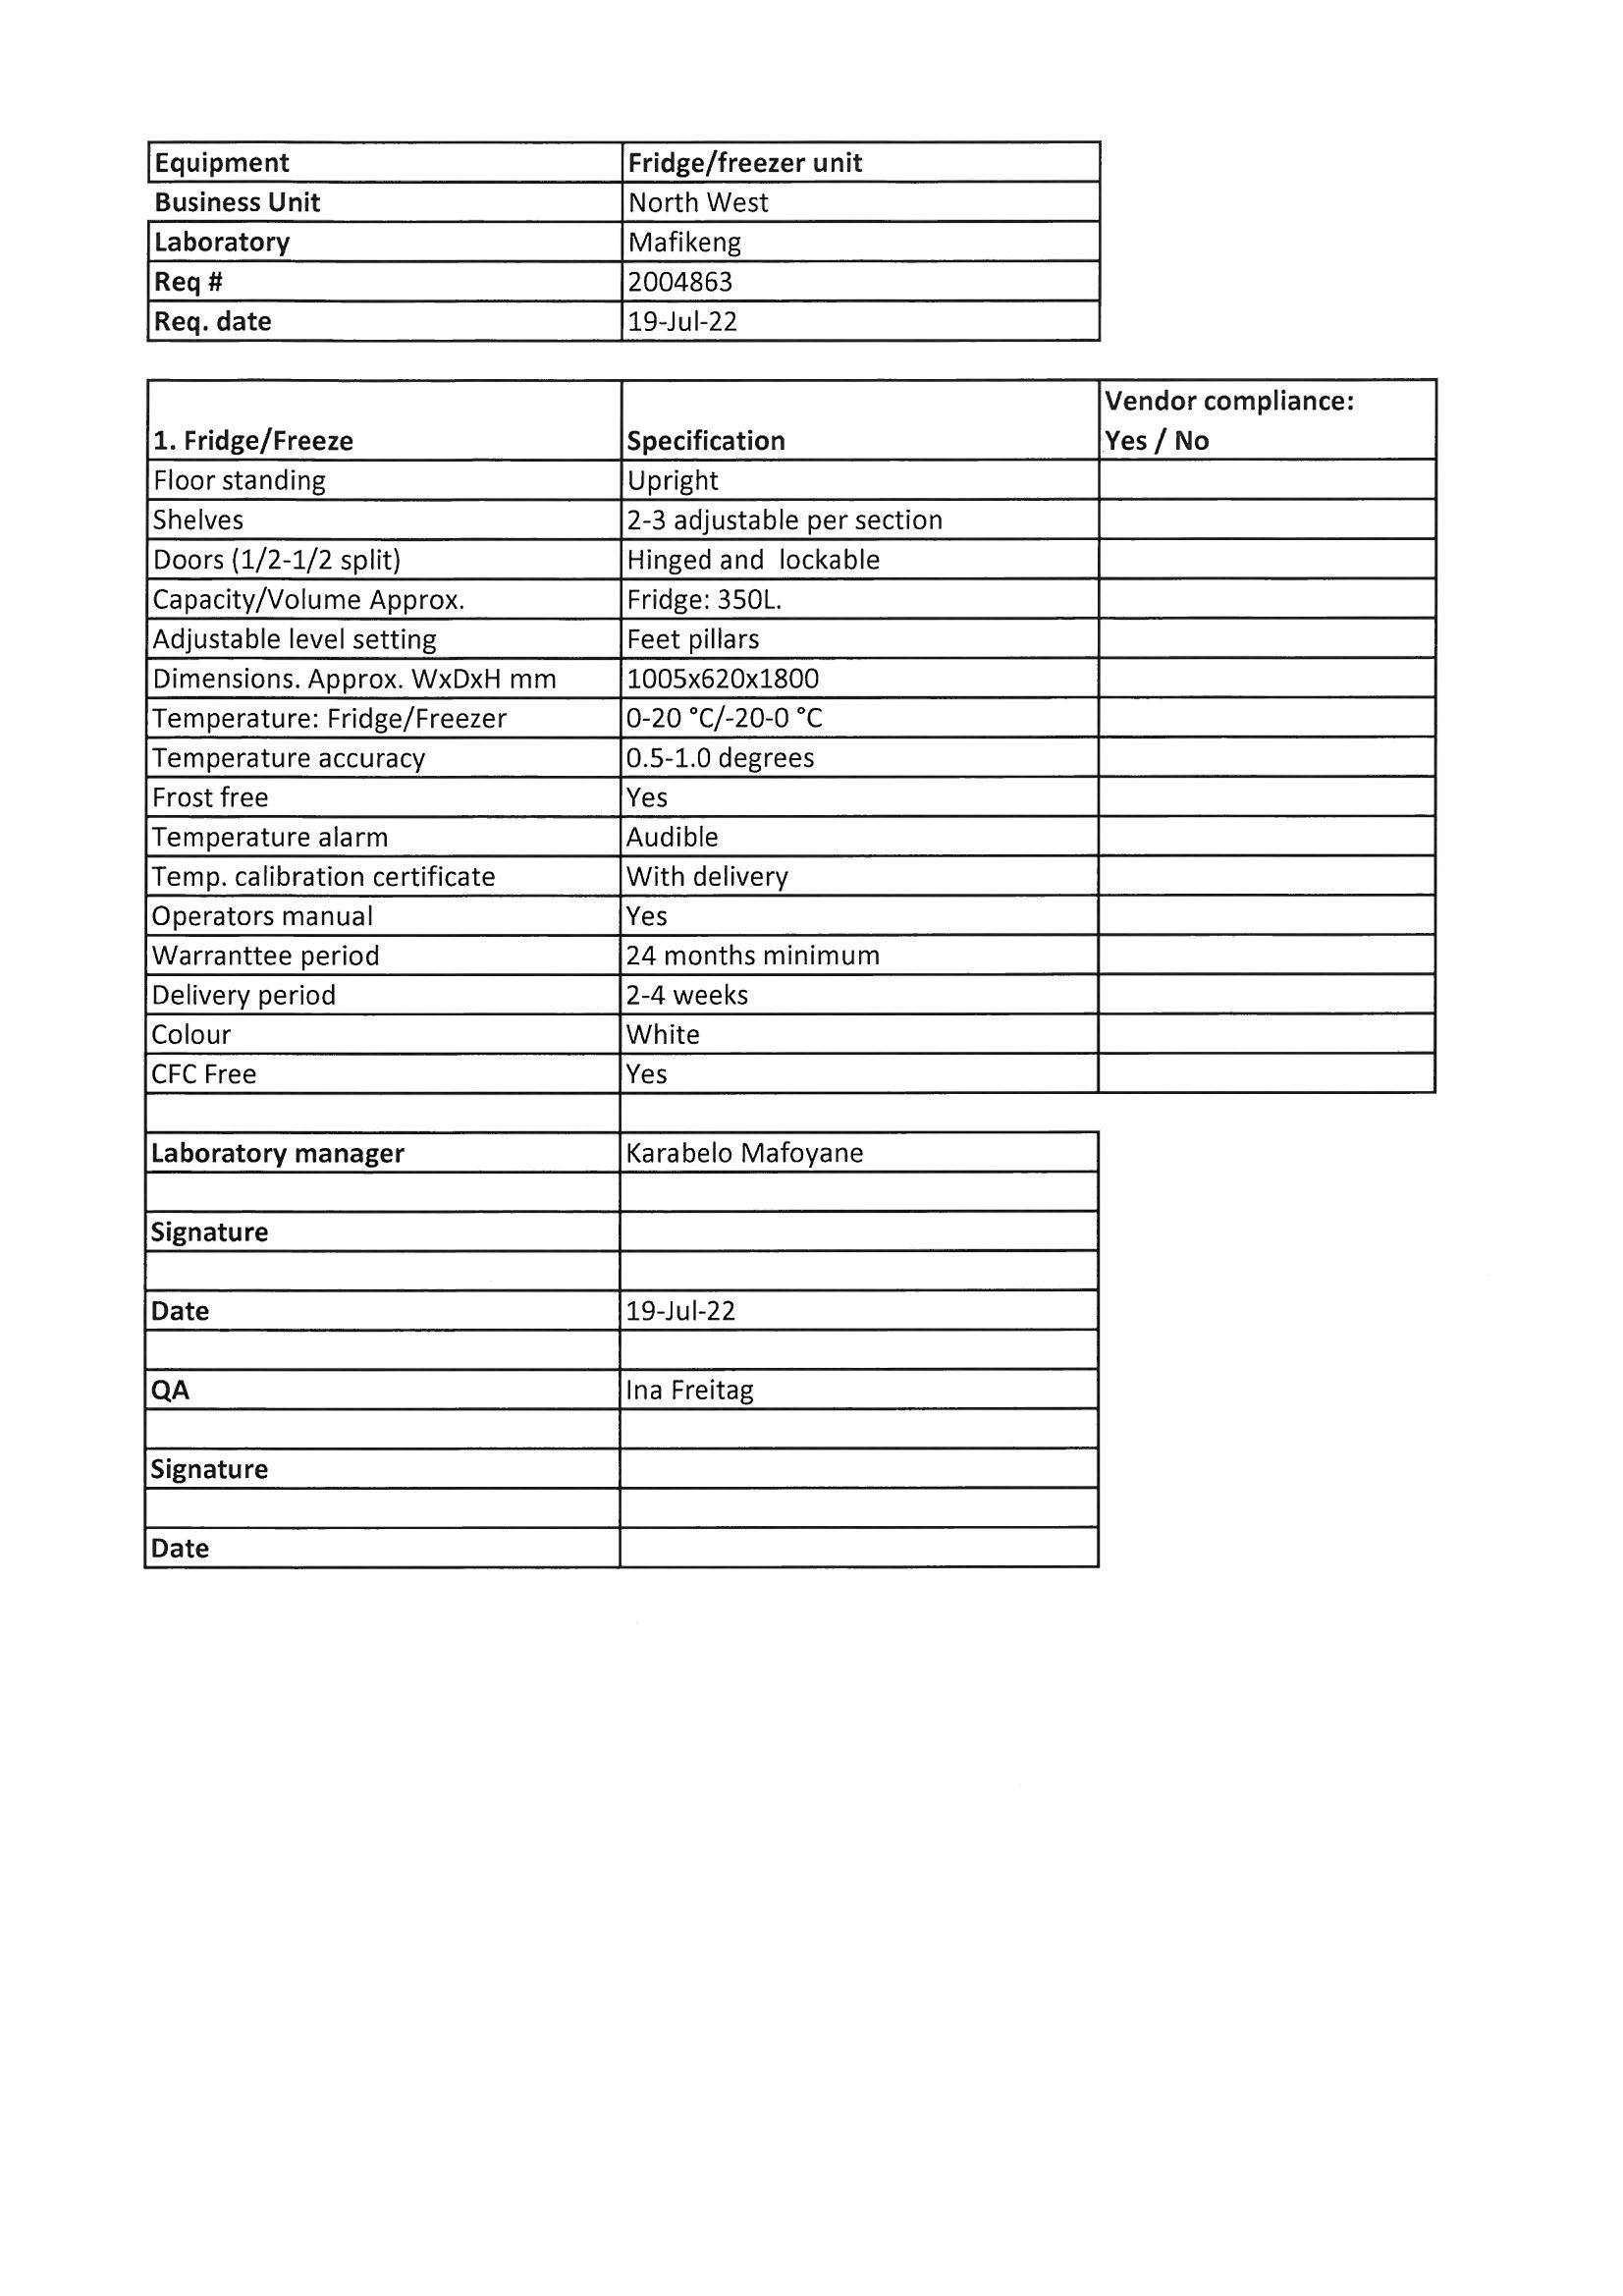 Equipment Fridge/freezer unit
Business Unit North West
Laboratory Mafikeng
Req # 2004863
Req. date 19-Jul-22
Vendor compliance:
1. Fridge/Freeze Specification Yes / No
Floor standing Upright
Shelves 2-3 adjustable per section
Doors (1/2-1/2 split) Hinged and lockable
Capacity/Volume Approx. Fridge: 350L.
Adjustable level setting Feet pillars
Dimensions. Approx. WxDxH mm 1005x620x1800
Temperature: Fridge/Freezer 0-20 °C/-20-0 °C
Temperature accuracy 0.5-1.0 degrees
Frost free Yes
Temperature alarm Audible
Temp. calibration certificate With delivery
Operators manual Yes
Warranttee period 24 months minimum
Delivery period 2-4 weeks
Colour White
CFC Free Yes
Laboratory manager Karabelo Mafoyane
Signature
Date 19-Jul-22
QA Ina Freitag
Signature
Date